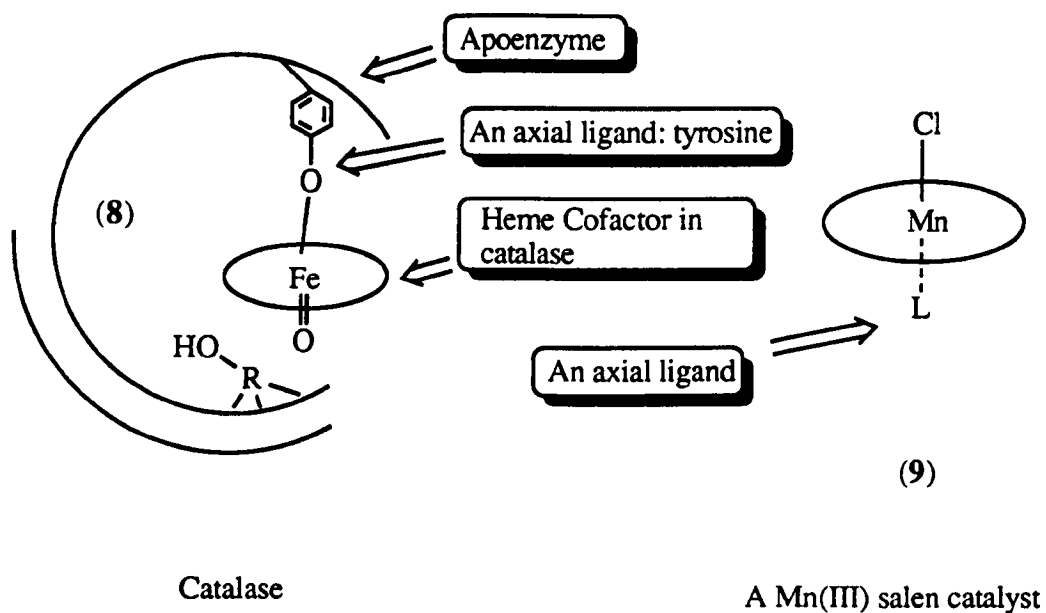 Apoenzyme
An axial ligand: tyrosine
O
(8)
Heme Cofactor in
catalase
Fe
O
HO
R
Cl
Mn
L
An axial ligand
(9)
Catalase
A Mn(III) salen catalyst